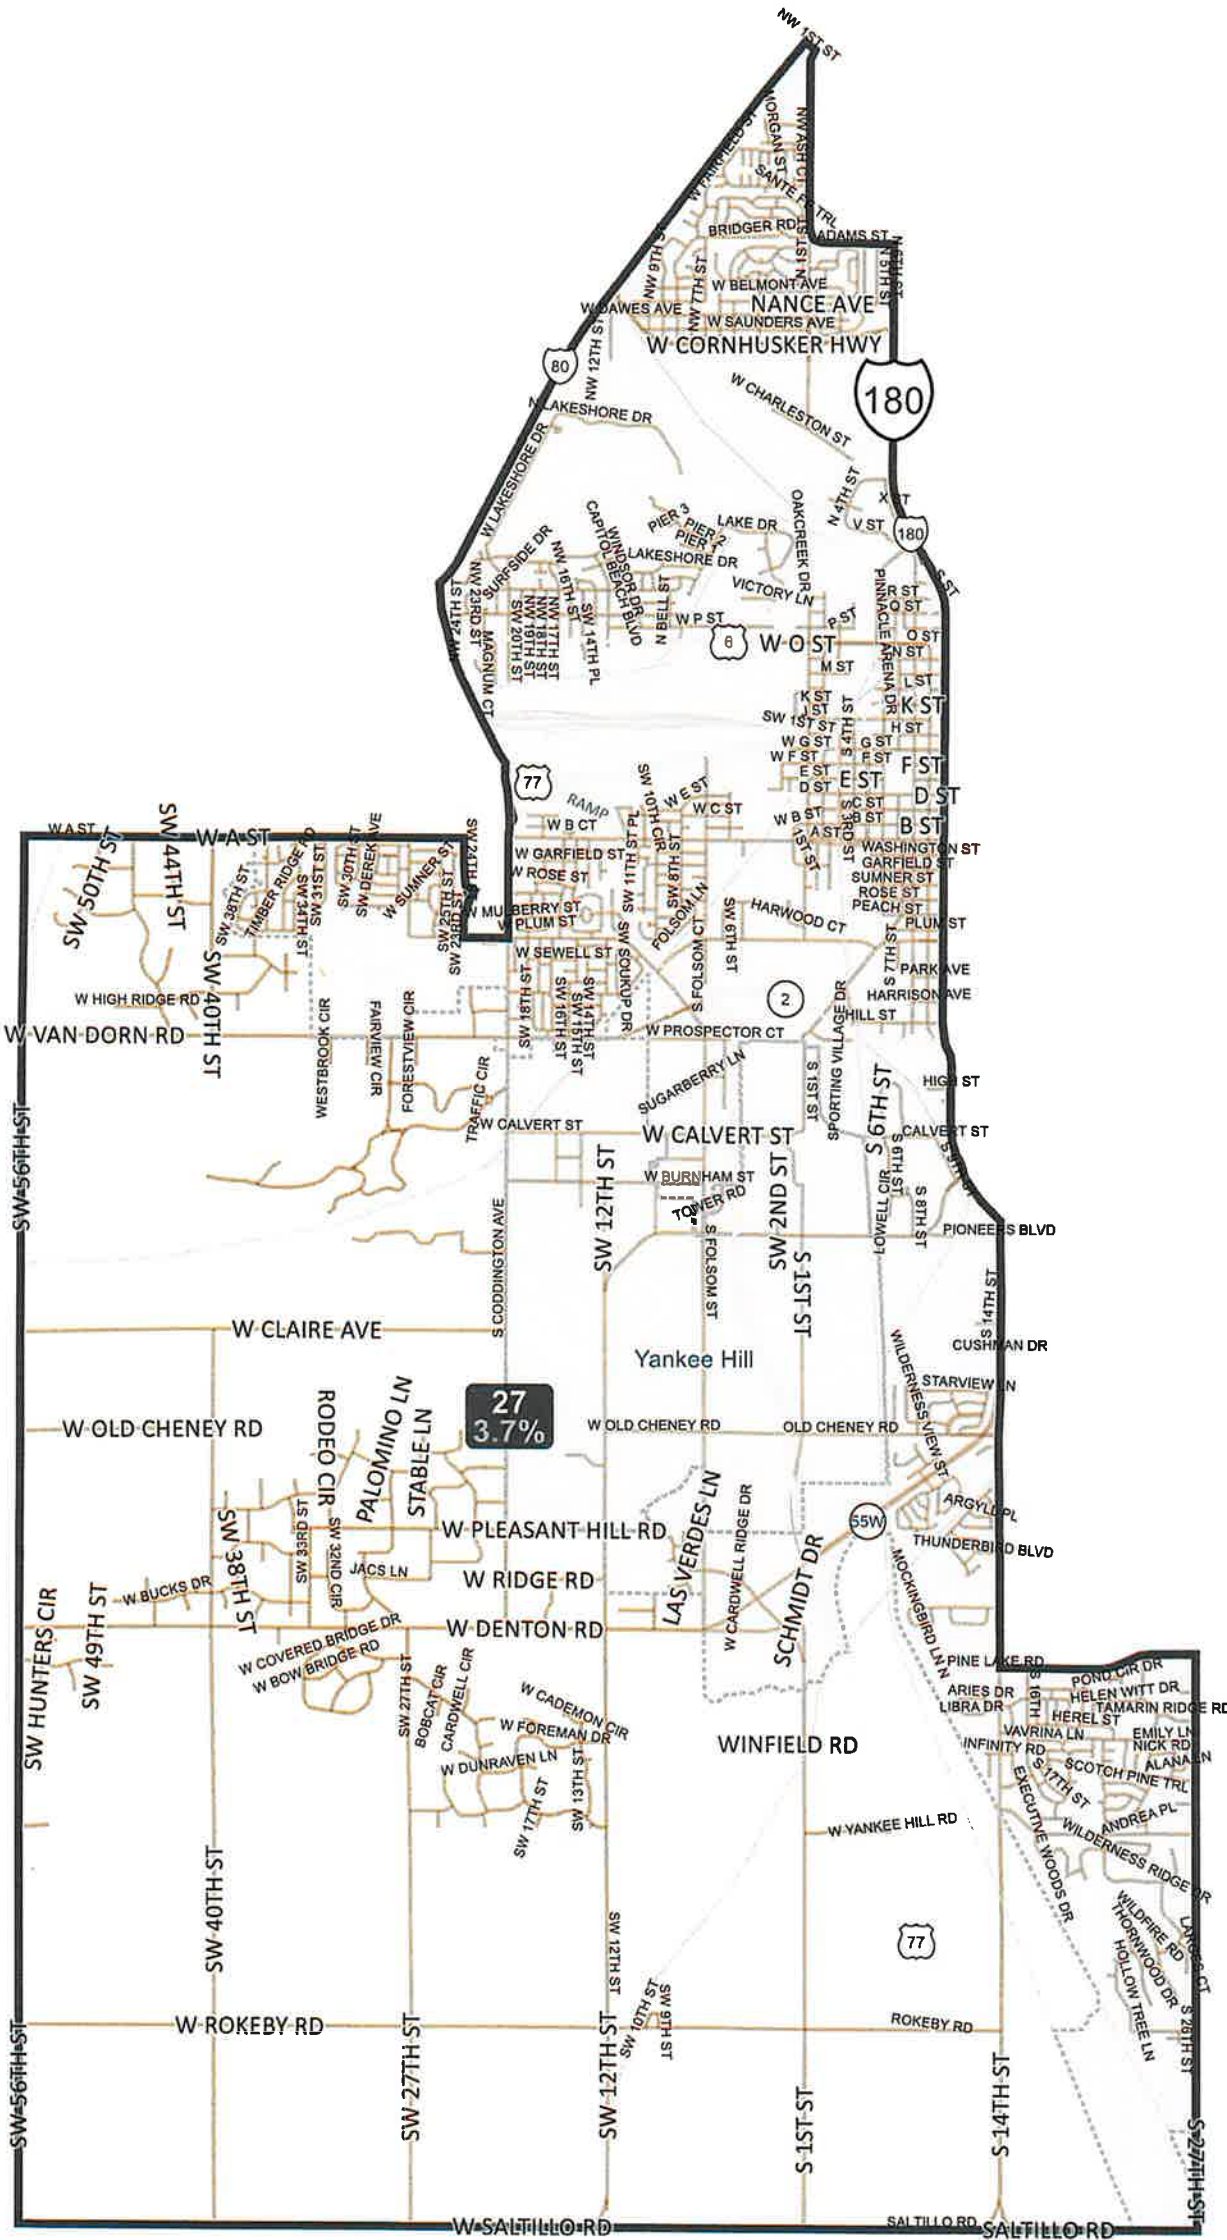 NW 1ST ST
W FAIRFIELD ST
MORGAN ST
NW ASH CT
SANTE FE TRL
BRIDGER RD
N 1ST ST
ADAMS ST
N 6TH ST
N 5TH ST
NW 9TH ST
NW 7TH ST
W BELMONT AVE
W DAWES AVE
NANCE AVE
W SAUNDERS AVE
W CORNHUSKER HWY
80
NW 12TH ST
180
W CHARLESTON ST
N LAKESHORE DR
W LAKESHORE DR
N 4TH ST
X ST
V ST
180
S ST
OAKCREEK DR
PIER 3
PIER 2
PIER 1
LAKE DR
LAKESHORE DR
VICTORY LN
CAPITOL BEACH BLVD
WINDSOR DR
SURFSIDE DR
NW 16TH ST
NW 24TH ST
NW 23RD ST
MAGNUM CT
SW 20TH ST
NW 19TH ST
NW 18TH ST
NW 17TH ST
SW 14TH PL
N BELL ST
W P ST
6
W O ST
P ST
PINNACLE ARENA DR
R ST
Q ST
O ST
N ST
M ST
L ST
K ST
K ST
J ST
SW 1ST ST
S 4TH ST
H ST
W G ST
G ST
W F ST
F ST
F ST
E ST
E ST
D ST
D ST
C ST
W B ST
B ST
B ST
A ST
1ST ST
S 3RD ST
77
RAMP
SW 10TH CIR
W E ST
W C ST
W B CT
W GARFIELD ST
W ROSE ST
SW 11TH ST PL
SW 8TH ST
WASHINGTON ST
GARFIELD ST
SUMNER ST
ROSE ST
PEACH ST
PLUM ST
W A ST
W A ST
SW 50TH ST
SW 44TH ST
SW 38TH ST
TIMBER RIDGE RD
SW 34TH ST
SW 31ST ST
SW 30TH ST
SW DEREK AVE
W SUMNER ST
SW 25TH ST
SW 23RD ST
SW 24TH ST
W MULBERRY ST
W PLUM ST
FOLSOM LN
SW 6TH ST
HARWOOD CT
W SEWELL ST
SW SOUKUP DR
S FOLSOM CT
S 7TH ST
PARK AVE
HARRISON AVE
HILL ST
2
W HIGH RIDGE RD
SW 40TH ST
W VAN DORN RD
WESTBROOK CIR
FAIRVIEW CIR
FORESTVIEW CIR
TRAFFIC CIR
SW 18TH ST
SW 16TH ST
SW 15TH ST
SW 14TH ST
W PROSPECTOR CT
SUGARBERRY LN
S 1ST ST
SPORTING VILLAGE DR
HIGH ST
SW 56TH ST
W CALVERT ST
W CALVERT ST
S 6TH ST
CALVERT ST
S 9TH ST
S 6TH ST
S 8TH ST
LOWELL CIR
W BURNHAM ST
TOWER RD
SW 12TH ST
SW 2ND ST
S CODDINGTON AVE
S FOLSOM ST
S 1ST ST
PIONEERS BLVD
S 14TH ST
W CLAIRE AVE
Yankee Hill
CUSHMAN DR
STARVIEW LN
WILDERNESS VIEW ST
27
3.7%
W OLD CHENEY RD
W OLD CHENEY RD
OLD CHENEY RD
RODEO CIR
PALOMINO LN
STABLE LN
SW 33RD ST
SW 32ND CIR
SW 38TH ST
W PLEASANT HILL RD
JACS LN
W RIDGE RD
LAS VERDES LN
W CARDWELL RIDGE DR
SCHMIDT DR
55W
ARGYLL PL
THUNDERBIRD BLVD
MOCKINGBIRD LN N
SW HUNTERS CIR
SW 49TH ST
W BUCKS DR
W DENTON RD
W COVERED BRIDGE DR
W BOW BRIDGE RD
SW 27TH ST
BOBCAT CIR
CARDWELL CIR
W CADEMON CIR
W FOREMAN DR
W DUNRAVEN LN
SW 17TH ST
SW 13TH ST
WINFIELD RD
PINE LAKE RD
POND CIR DR
ARIES DR
LIBRA DR
S 16TH
HELEN WITT DR
TAMARIN RIDGE RD
HEREL ST
VAVRINA LN
EMILY LN
NICK RD
INFINITY RD
ALANA LN
S 17TH ST
SCOTCH PINE TRL
EXECUTIVE WOODS DR
ANDREA PL
W YANKEE HILL RD
WILDERNESS RIDGE DR
WILDFIRE RD
THORNWOOD DR
HOLLOW TREE LN
S 26TH ST
77
SW 40TH ST
SW 12TH ST
SW 10TH ST
SW 9TH ST
W ROKEBY RD
ROKEBY RD
SW 56TH ST
SW 27TH ST
SW 12TH ST
S 1ST ST
S 14TH ST
S 27TH ST
W SALTILLO RD
SALTILLO RD
SALTILLO RD